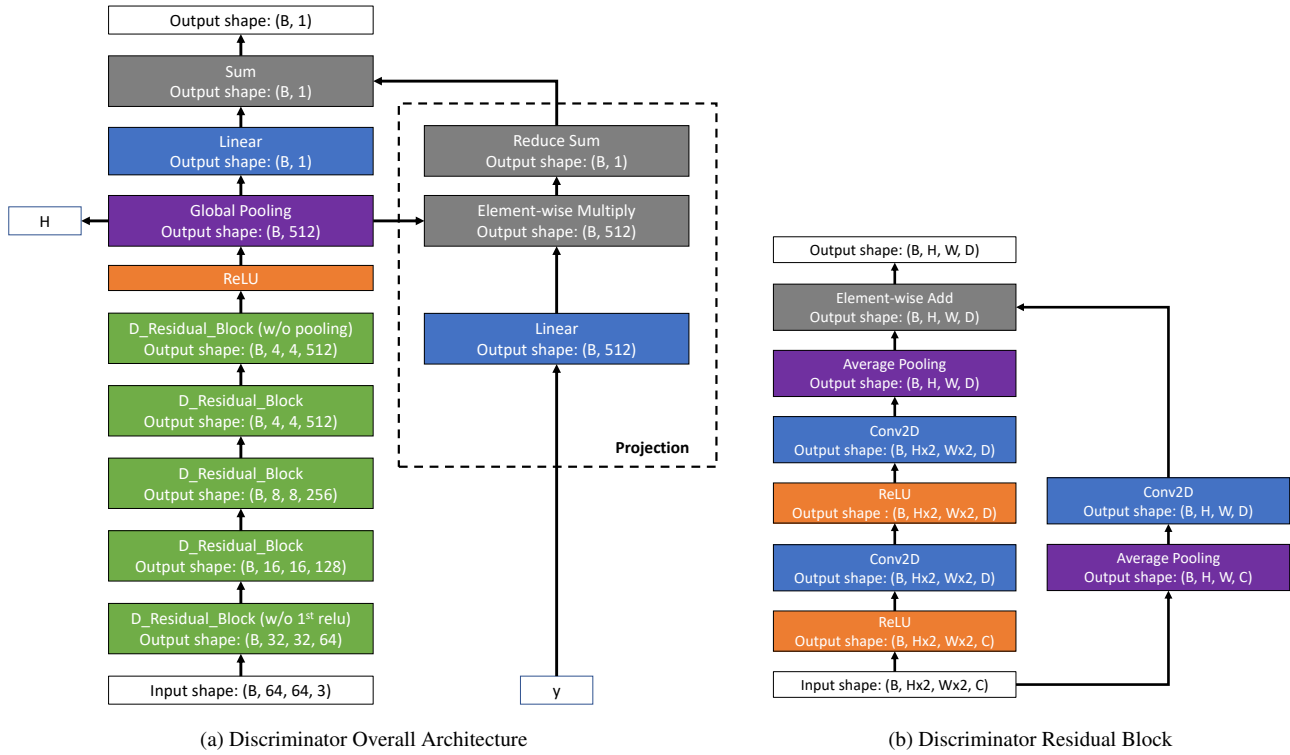 Output shape: (B, 1)
Sum
Output shape: (B, 1)
Linear
Output shape: (B, 1)
H
Global Pooling
Output shape: (B, 512)
ReLU
D_Residual_Block (w/o pooling)
Output shape: (B, 4, 4, 512)
D_Residual_Block
Output shape: (B, 4, 4, 512)
D_Residual_Block
Output shape: (B, 8, 8, 256)
D_Residual_Block
Output shape: (B, 16, 16, 128)
D_Residual_Block (w/o 1st relu)
Output shape: (B, 32, 32, 64)
Input shape: (B, 64, 64, 3)
Reduce Sum
Output shape: (B, 1)
Element-wise Multiply
Output shape: (B, 512)
Linear
Output shape: (B, 512)
Projection
y
(a) Discriminator Overall Architecture
Output shape: (B, H, W, D)
Element-wise Add
Output shape: (B, H, W, D)
Average Pooling
Output shape: (B, H, W, D)
Conv2D
Output shape: (B, Hx2, Wx2, D)
ReLU
Output shape : (B, Hx2, Wx2, D)
Conv2D
Output shape: (B, Hx2, Wx2, D)
ReLU
Output shape: (B, Hx2, Wx2, C)
Input shape: (B, Hx2, Wx2, C)
Conv2D
Output shape: (B, H, W, D)
Average Pooling
Output shape: (B, H, W, C)
(b) Discriminator Residual Block